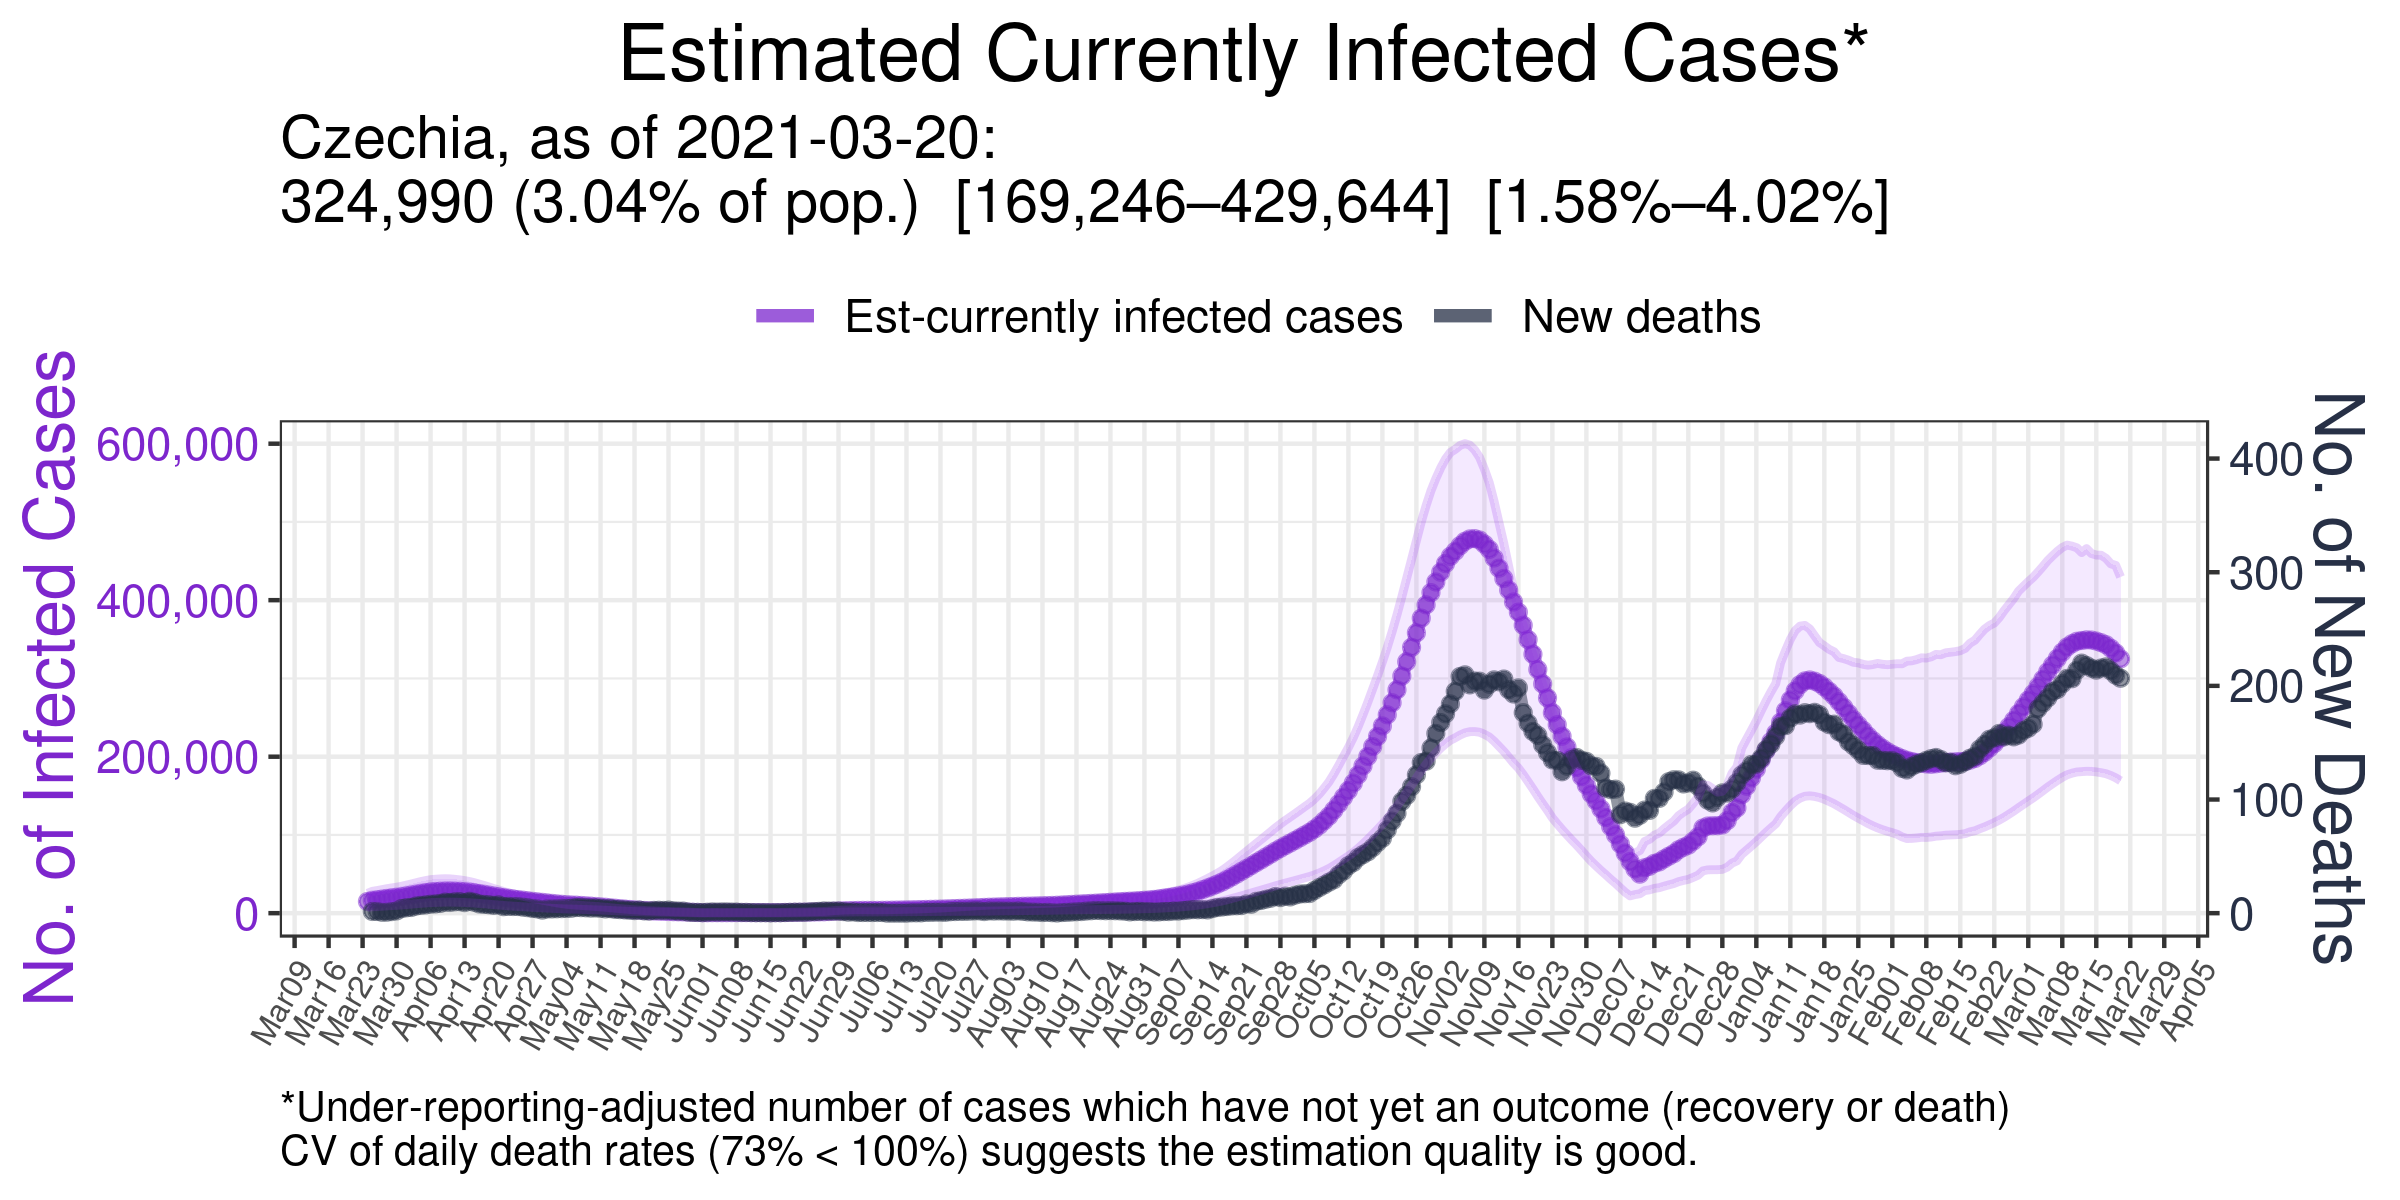 Estimated Currently Infected Cases*
Czechia, as of 2021-03-20:
324,990 (3.04% of pop.) [169,246–429,644] [1.58%–4.02%]
Est-currently infected cases New deaths
No. of Infected Cases
600,000
400,000
200,000
0
400
300
200
100
0
No. of New Deaths
Mar09 Mar16 Mar23 Mar30 Apr06 Apr13 Apr20 Apr27 May04 May11 May18 May25 Jun01 Jun08 Jun15 Jun22 Jun29 Jul06 Jul13 Jul20 Jul27 Aug03 Aug10 Aug17 Aug24 Aug31 Sep07 Sep14 Sep21 Sep28 Oct05 Oct12 Oct19 Oct26 Nov02 Nov09 Nov16 Nov23 Nov30 Dec07 Dec14 Dec21 Dec28 Jan04 Jan11 Jan18 Jan25 Feb01 Feb08 Feb15 Feb22 Mar01 Mar08 Mar15 Mar22 Mar29 Apr05
*Under-reporting-adjusted number of cases which have not yet an outcome (recovery or death)
CV of daily death rates (73% < 100%) suggests the estimation quality is good.